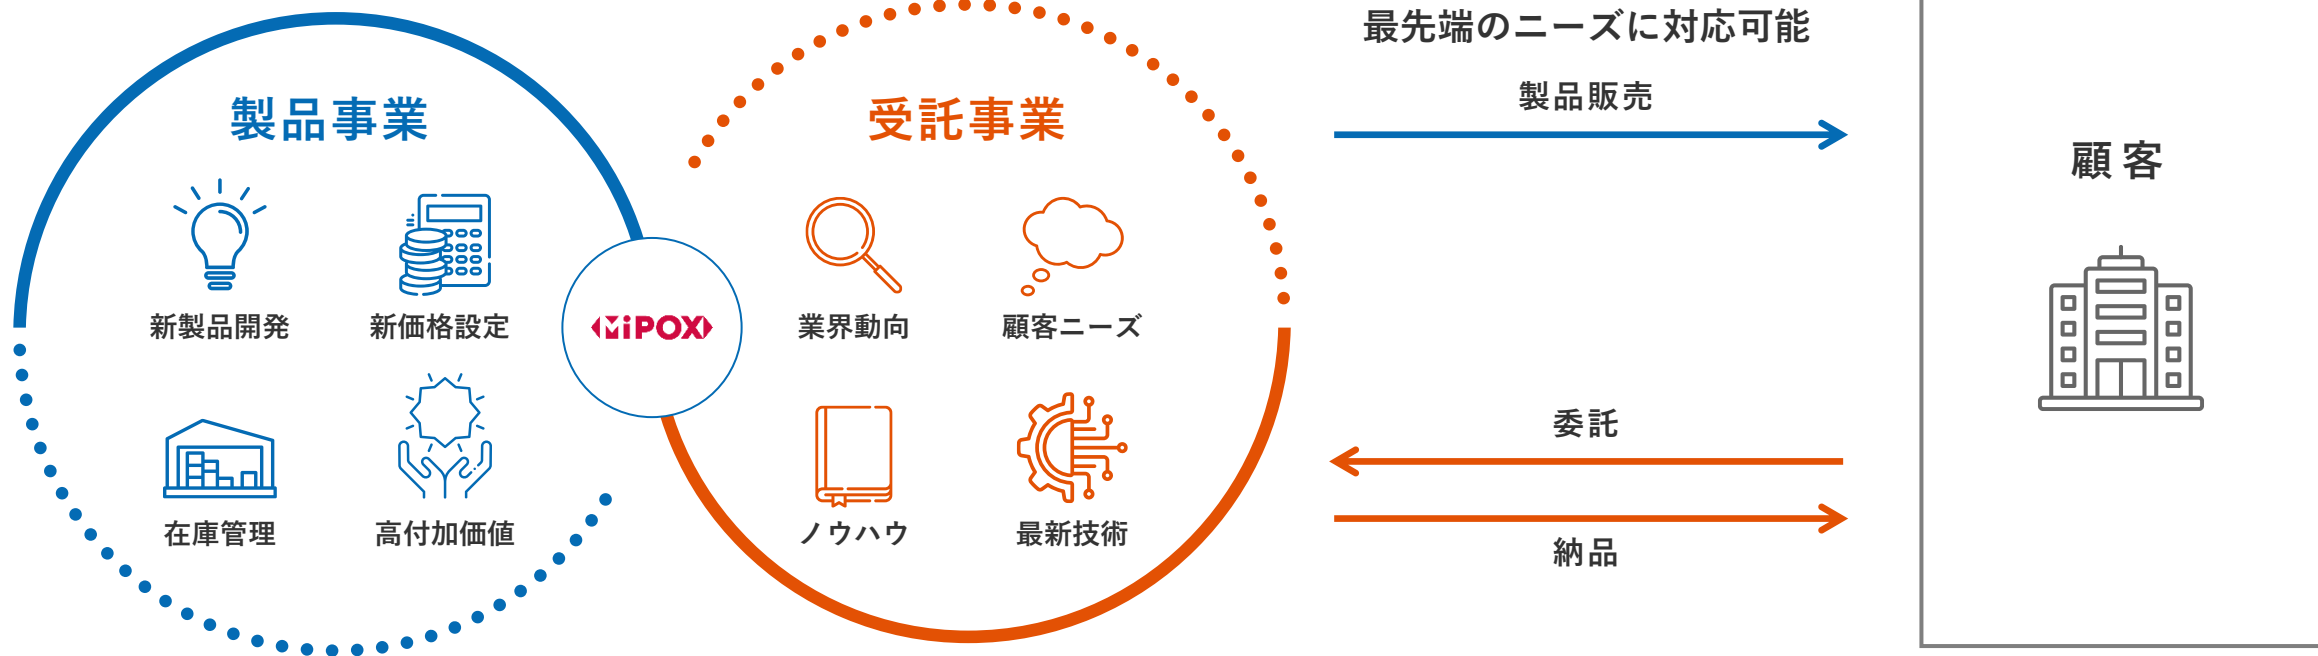 製品事業
新製品開発
新価格設定
在庫管理
高付加価値
MiPOX
受託事業
業界動向
顧客ニーズ
ノウハウ
最新技術
最先端のニーズに対応可能
製品販売
委託
納品
顧客